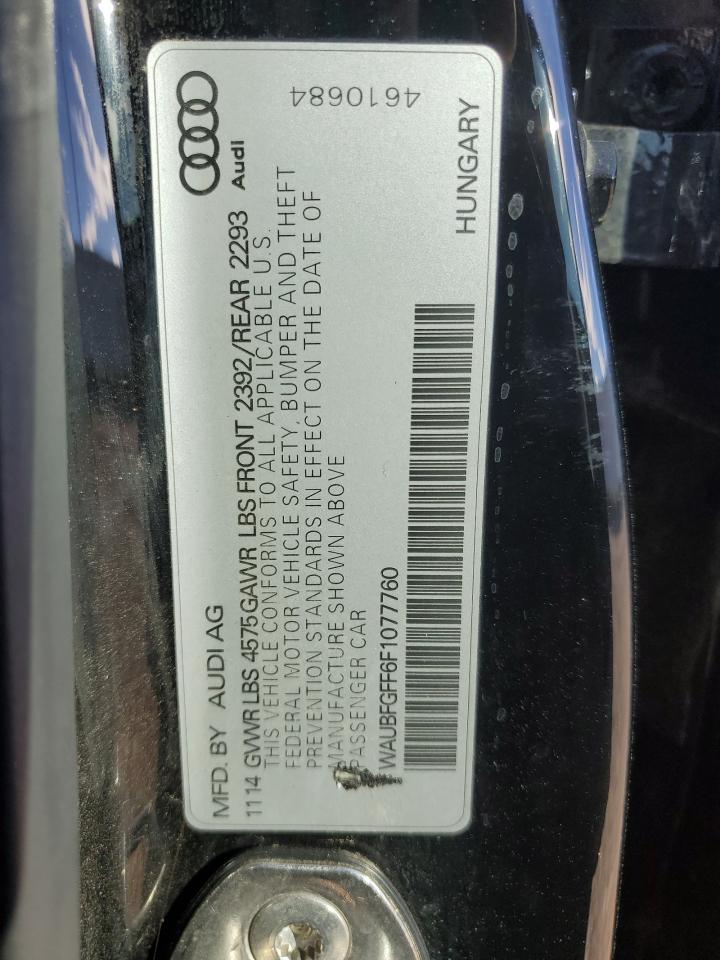 MFD. BY AUDI AG
Audi
1114 GVWR LBS 4575 GAWR LBS FRONT 2392/REAR 2293
THIS VEHICLE CONFORMS TO ALL APPLICABLE U.S.
FEDERAL MOTOR VEHICLE SAFETY, BUMPER AND THEFT
PREVENTION STANDARDS IN EFFECT ON THE DATE OF
MANUFACTURE SHOWN ABOVE
PASSENGER CAR
4610684
WAUBFGFF6F1077760
HUNGARY